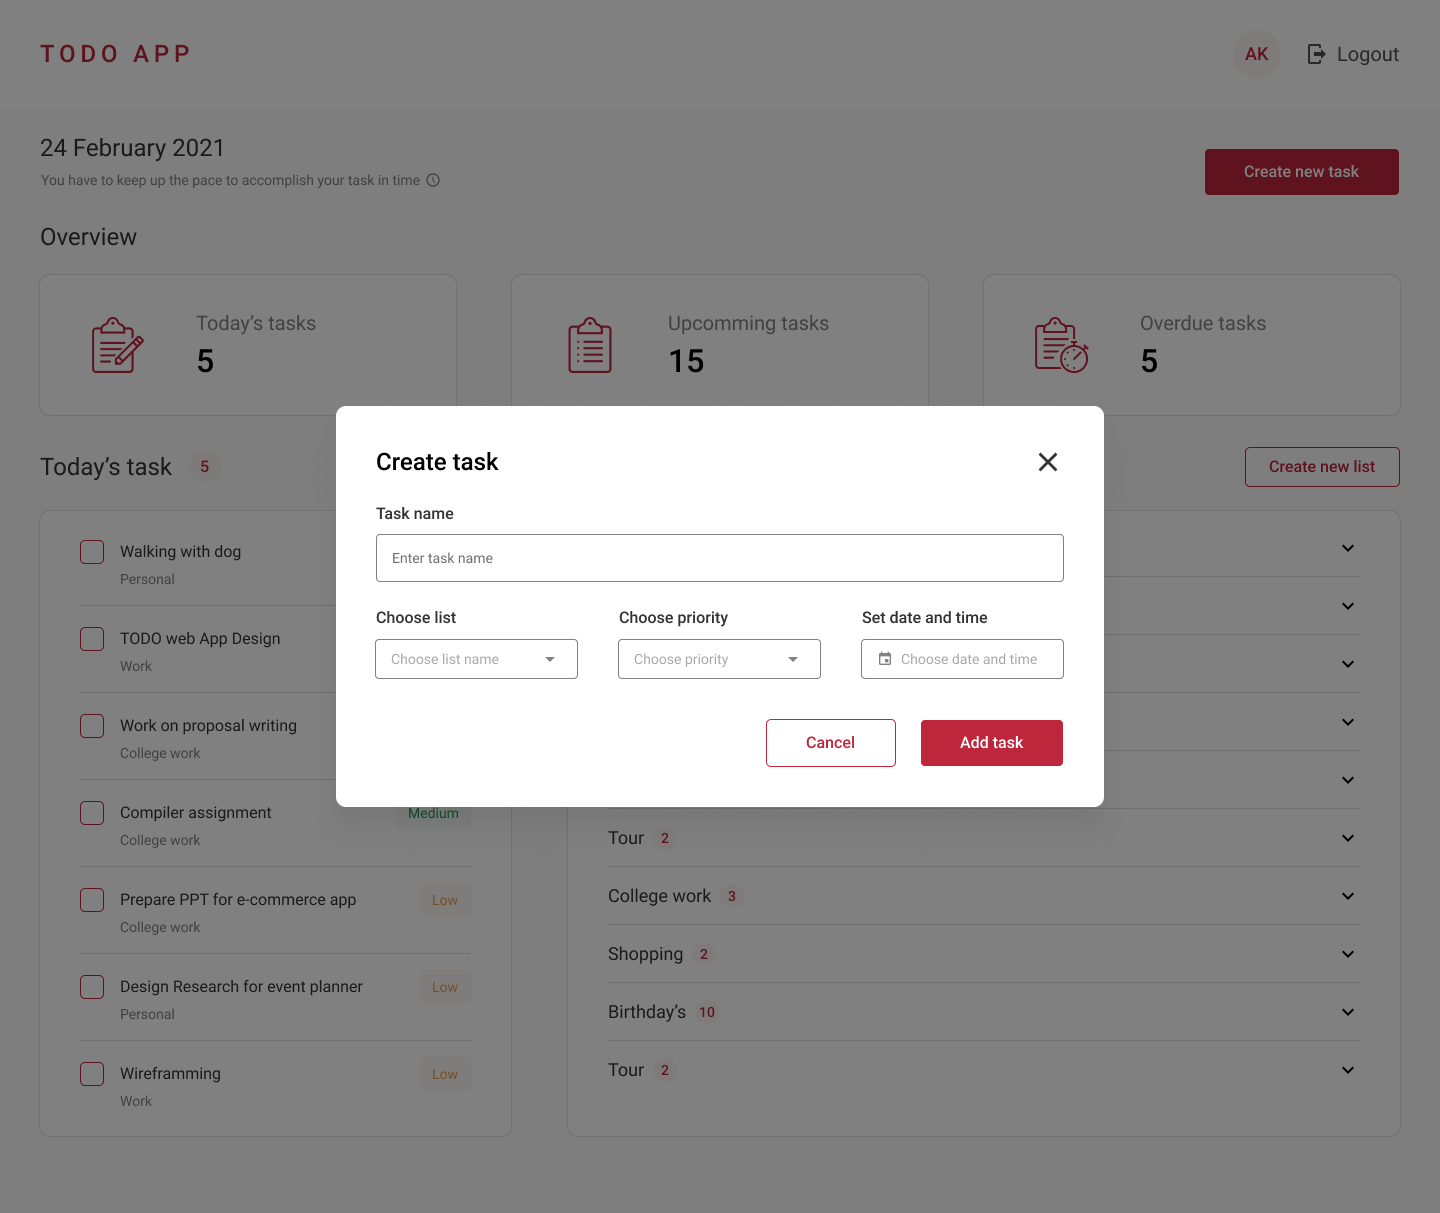 TODO APP
AK
Logout
24 February 2021
You have to keep up the pace to accomplish your task in time
Create new task
Overview
Today's tasks
5
Upcomming tasks
15
Overdue tasks
5
Today's task
5
Create new list
Create task
Task name
Enter task name
Choose list
Choose list name
Choose priority
Choose priority
Set date and time
Choose date and time
Cancel
Add task
Walking with dog
Personal
TODO web App Design
Work
Work on proposal writing
College work
Compiler assignment
Medium
College work
Prepare PPT for e-commerce app
Low
College work
Design Research for event planner
Low
Personal
Wireframming
Low
Work
Tour 2
College work 3
Shopping 2
Birthday's 10
Tour 2